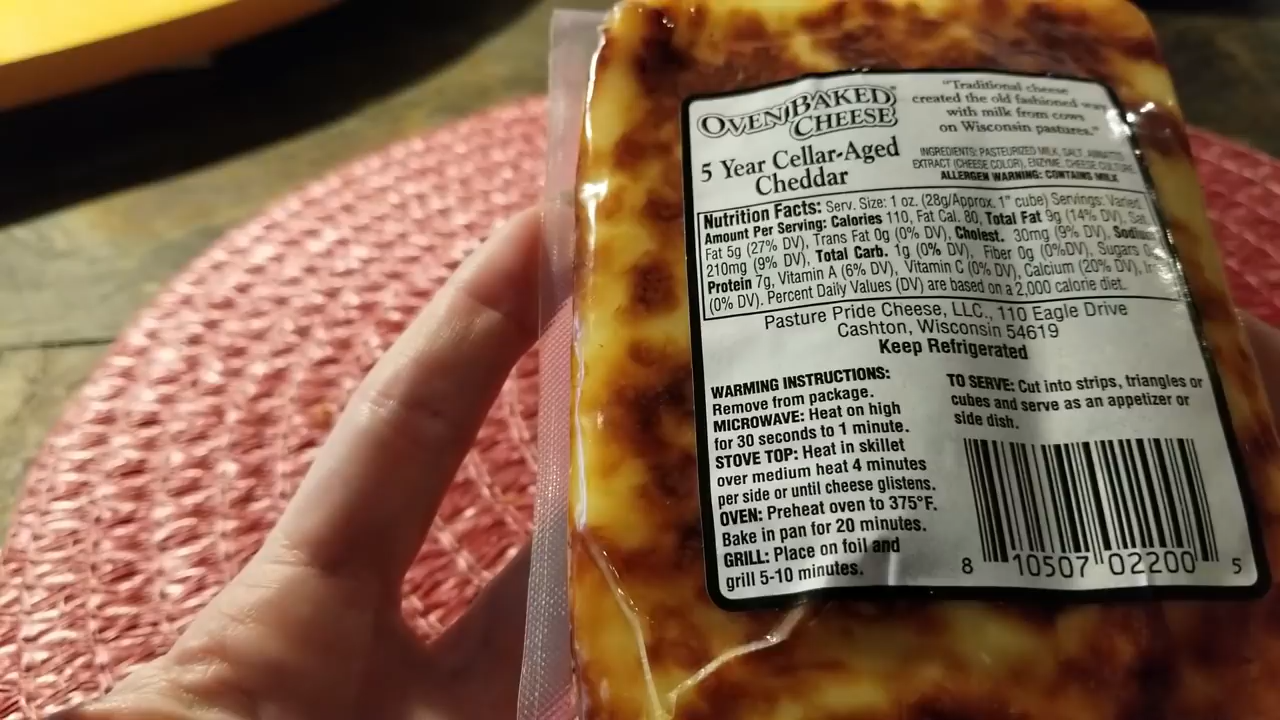 OVEN BAKED
CHEESE
5 Year Cellar-Aged
Cheddar
"Traditional cheese
created the old fashioned way
with milk from cows
on Wisconsin pastures."
INGREDIENTS: PASTEURIZED MILK, SALT, ANNATTO
EXTRACT (CHEESE COLOR), ENZYME, CHEESE CULTURE
ALLERGEN WARNING: CONTAINS MILK
Nutrition Facts: Serv. Size: 1 oz. (28g/Approx. 1" cube) Servings: Varied
Amount Per Serving: Calories 110, Fat Cal. 80, Total Fat 9g (14% DV), Sat.
Fat 5g (27% DV), Trans Fat 0g (0% DV), Cholest. 30mg (9% DV), Sodium
210mg (9% DV), Total Carb. 1g (0% DV), Fiber 0g (0%DV), Sugars
Protein 7g, Vitamin A (6% DV), Vitamin C (0% DV), Calcium (20% DV),
(0% DV). Percent Daily Values (DV) are based on a 2,000 calorie diet.
Pasture Pride Cheese, LLC., 110 Eagle Drive
Cashton, Wisconsin 54619
Keep Refrigerated
WARMING INSTRUCTIONS:
Remove from package.
MICROWAVE: Heat on high
for 30 seconds to 1 minute.
STOVE TOP: Heat in skillet
over medium heat 4 minutes
per side or until cheese glistens.
OVEN: Preheat oven to 375°F.
Bake in pan for 20 minutes.
GRILL: Place on foil and
grill 5-10 minutes.
TO SERVE: Cut into strips, triangles or
cubes and serve as an appetizer or
side dish.
8 10507 02200 5